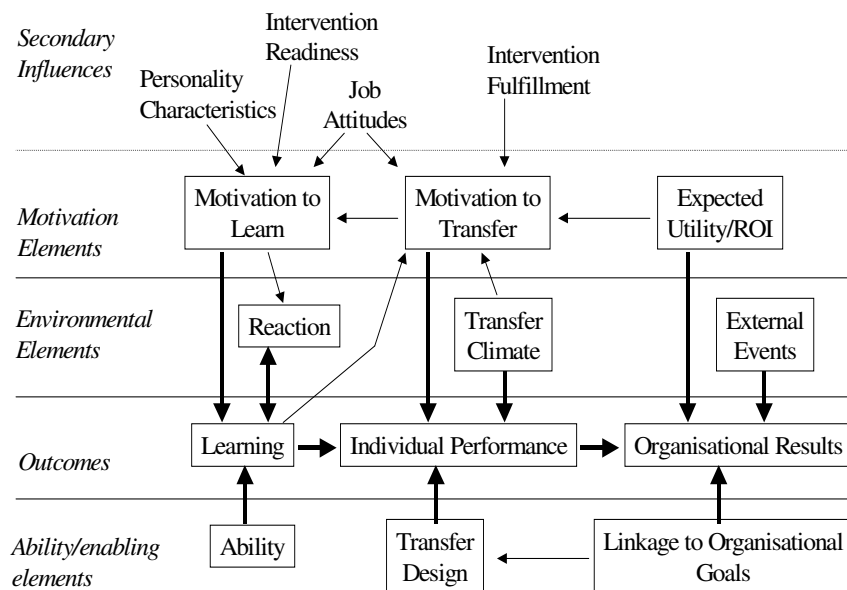 Secondary
Influences
Intervention
Readiness
Personality
Characteristics
Job
Attitudes
Intervention
Fulfillment
Motivation
Elements
Motivation to
Learn
Motivation to
Transfer
Expected
Utility/ROI
Environmental
Elements
Reaction
Transfer
Climate
External
Events
Outcomes
Learning
Individual Performance
Organisational Results
Ability/enabling
elements
Ability
Transfer
Design
Linkage to Organisational
Goals